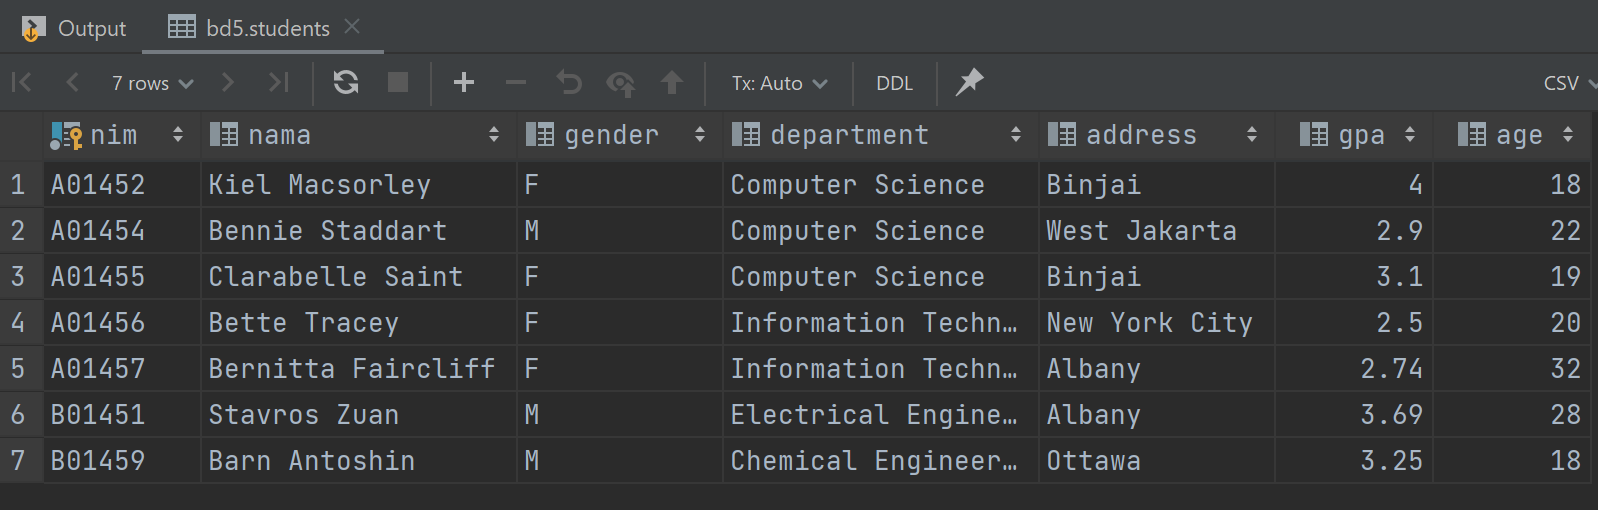 Output bd5.students
7 rows Tx: Auto DDL CSV
nim nama gender department address gpa age
1 A01452 Kiel Macsorley F Computer Science Binjai 4 18
2 A01454 Bennie Staddart M Computer Science West Jakarta 2.9 22
3 A01455 Clarabelle Saint F Computer Science Binjai 3.1 19
4 A01456 Bette Tracey F Information Techn… New York City 2.5 20
5 A01457 Bernitta Faircliff F Information Techn… Albany 2.74 32
6 B01451 Stavros Zuan M Electrical Engine… Albany 3.69 28
7 B01459 Barn Antoshin M Chemical Engineer… Ottawa 3.25 18